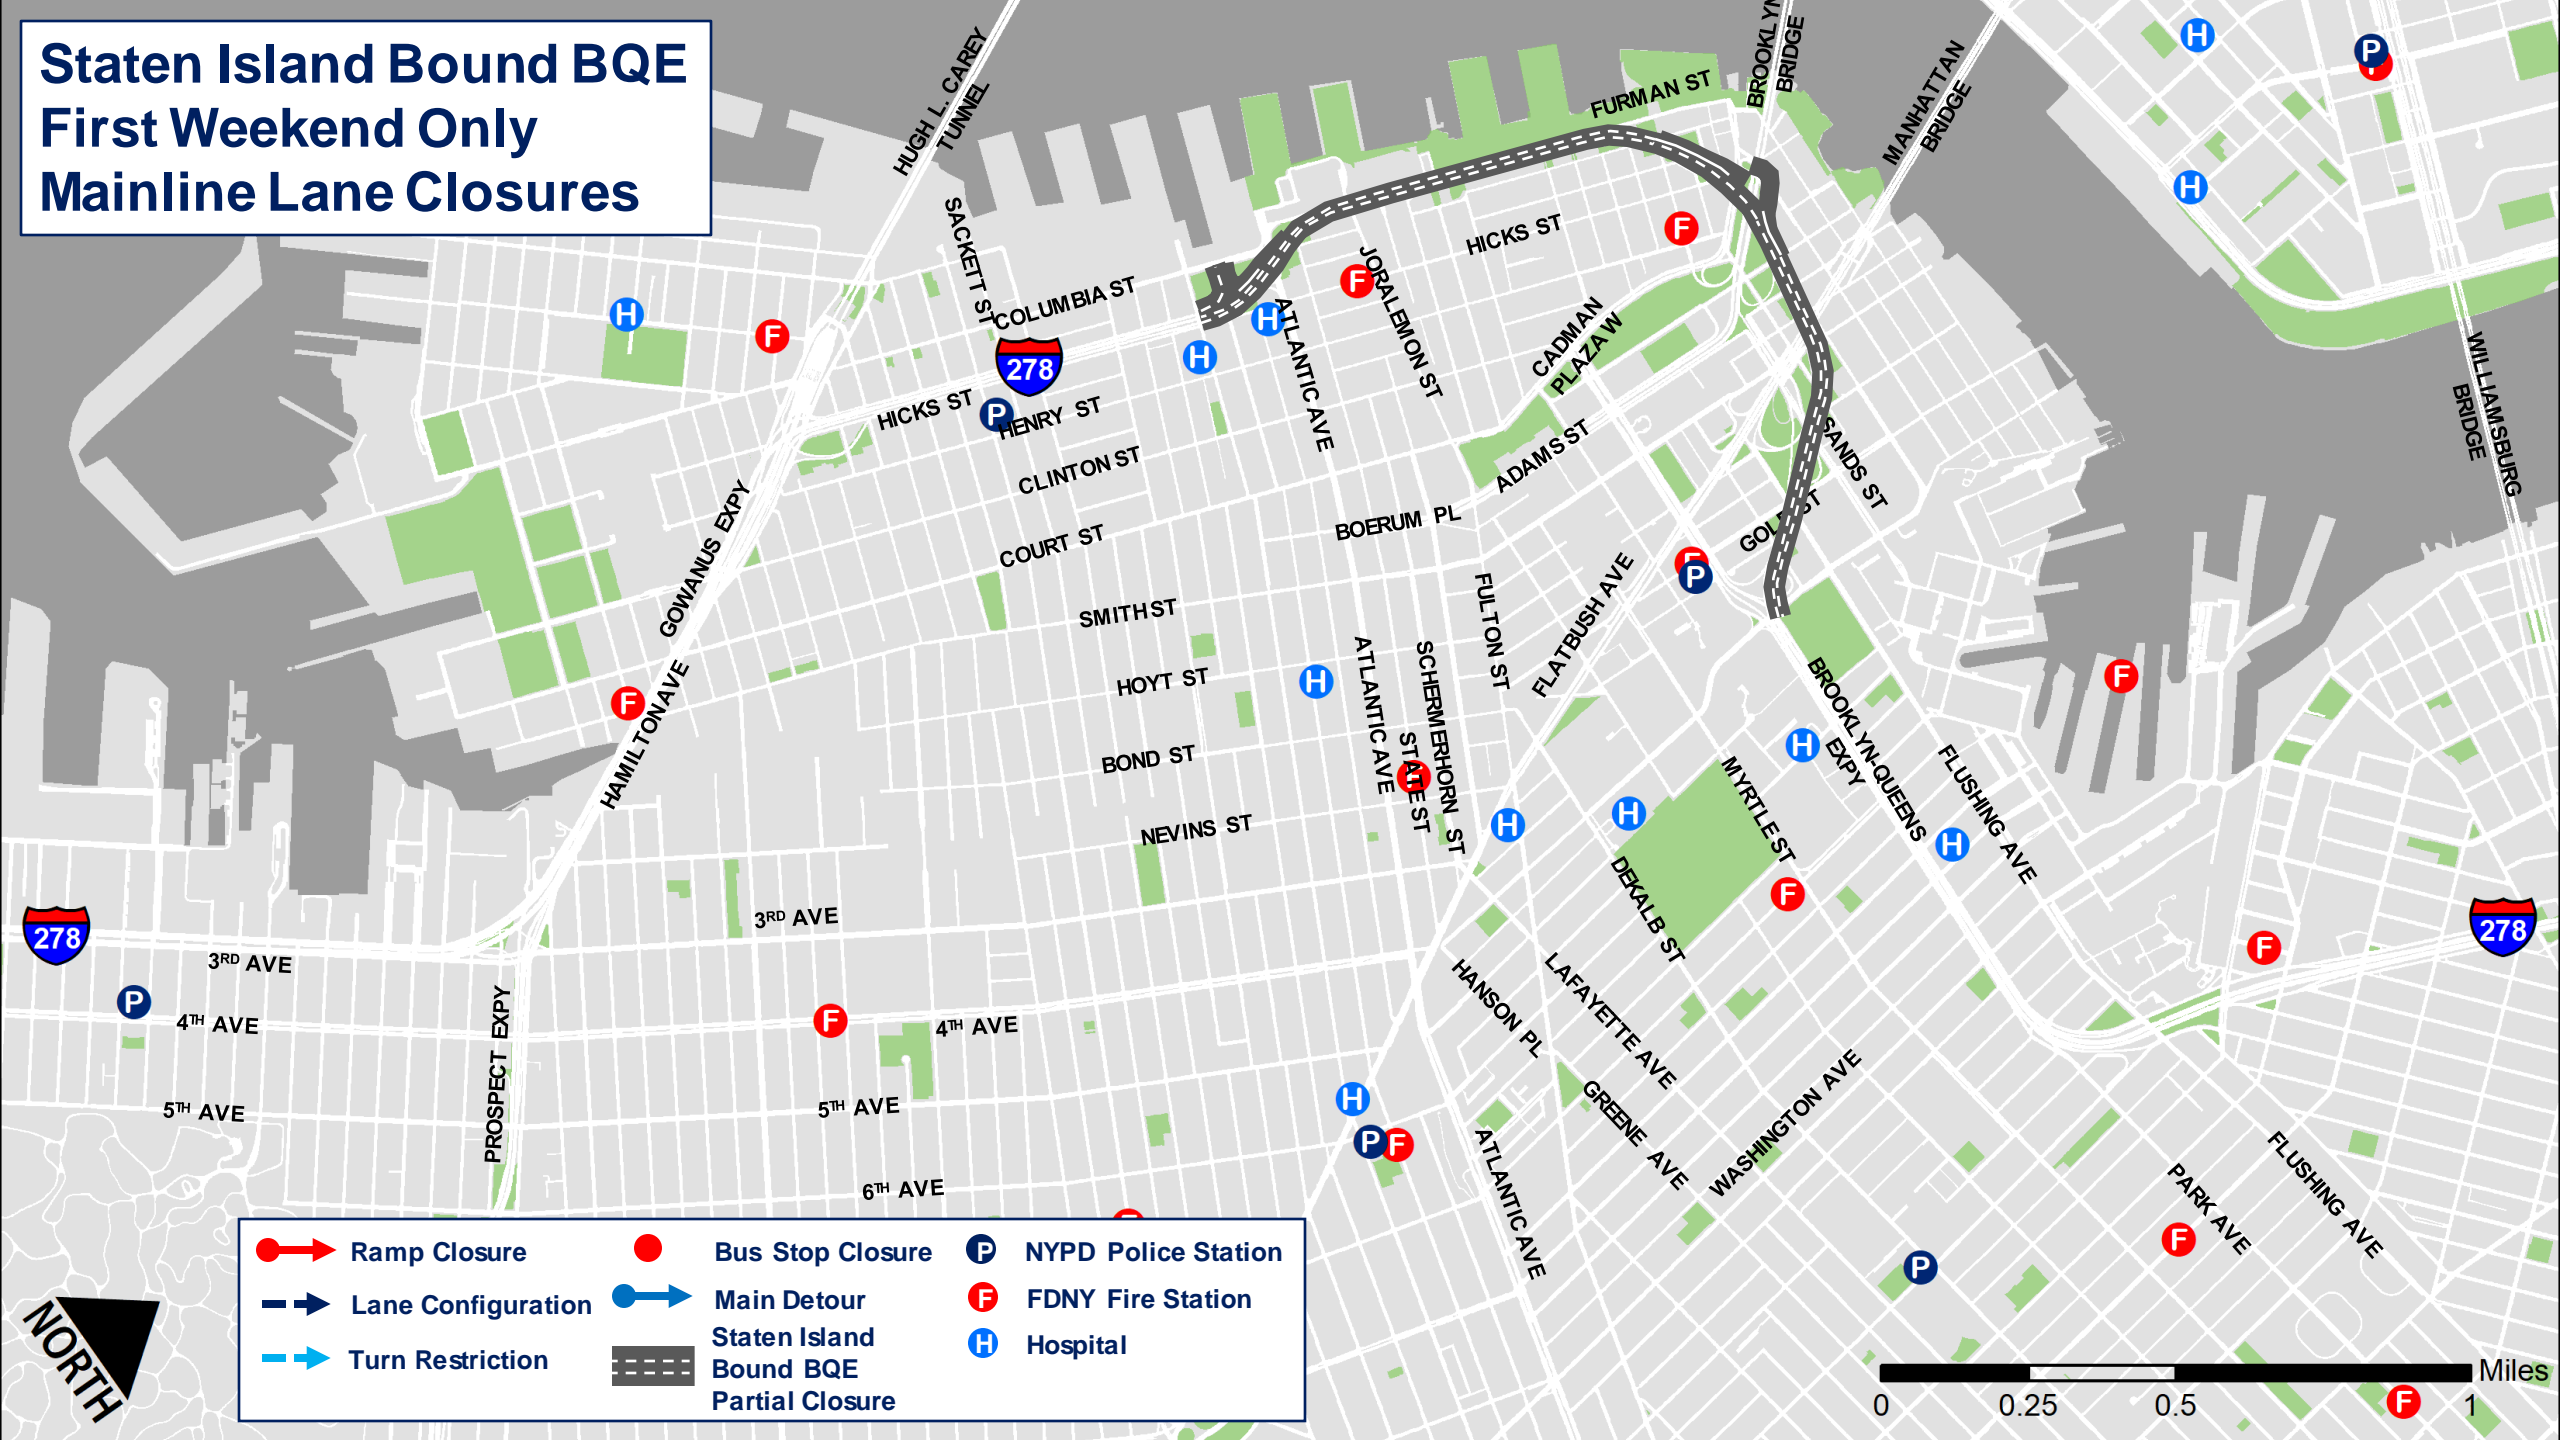 Staten Island Bound BQE
First Weekend Only
Mainline Lane Closures
HUGH L. CAREY
TUNNEL
BROOKLYN
BRIDGE
MANHATTAN
BRIDGE
WILLIAMSBURG
BRIDGE
FURMAN ST
SACKETT ST
COLUMBIA ST
HICKS ST
JORALEMON ST
ATLANTIC AVE
CADMAN
PLAZA W
278
HICKS ST
HENRY ST
CLINTON ST
COURT ST
ADAMS ST
BOERUM PL
SANDS ST
GOLD ST
GOWANUS EXPY
HAMILTON AVE
SMITH ST
HOYT ST
BOND ST
NEVINS ST
FULTON ST
FLATBUSH AVE
ATLANTIC AVE
STATE ST
SCHERMERHORN ST
BROOKLYN-QUEENS
EXPY
FLUSHING AVE
MYRTLE ST
DEKALB ST
278
278
3RD AVE
3RD AVE
4TH AVE
4TH AVE
5TH AVE
5TH AVE
6TH AVE
PROSPECT EXPY
HANSON PL
LAFAYETTE AVE
GREENE AVE
WASHINGTON AVE
ATLANTIC AVE
PARK AVE
FLUSHING AVE
H
H
H
H
H
H
H
H
H
H
H
H
P
P
P
P
P
P
F
F
F
F
F
F
F
F
F
F
F
F
F
F
NORTH
Ramp Closure
Lane Configuration
Turn Restriction
Bus Stop Closure
Main Detour
Staten Island
Bound BQE
Partial Closure
P NYPD Police Station
F FDNY Fire Station
H Hospital
Miles
0 0.25 0.5 1